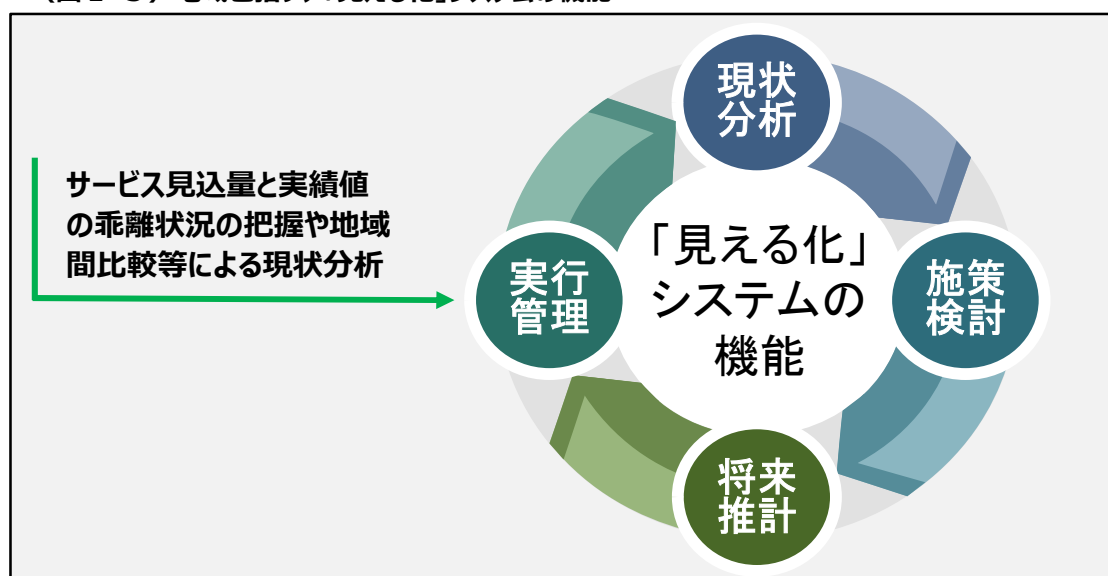 サービス見込量と実績値
の乖離状況の把握や地域
間比較等による現状分析
現状
分析
実行
管理
「見える化」
システムの
機能
施策
検討
将来
推計